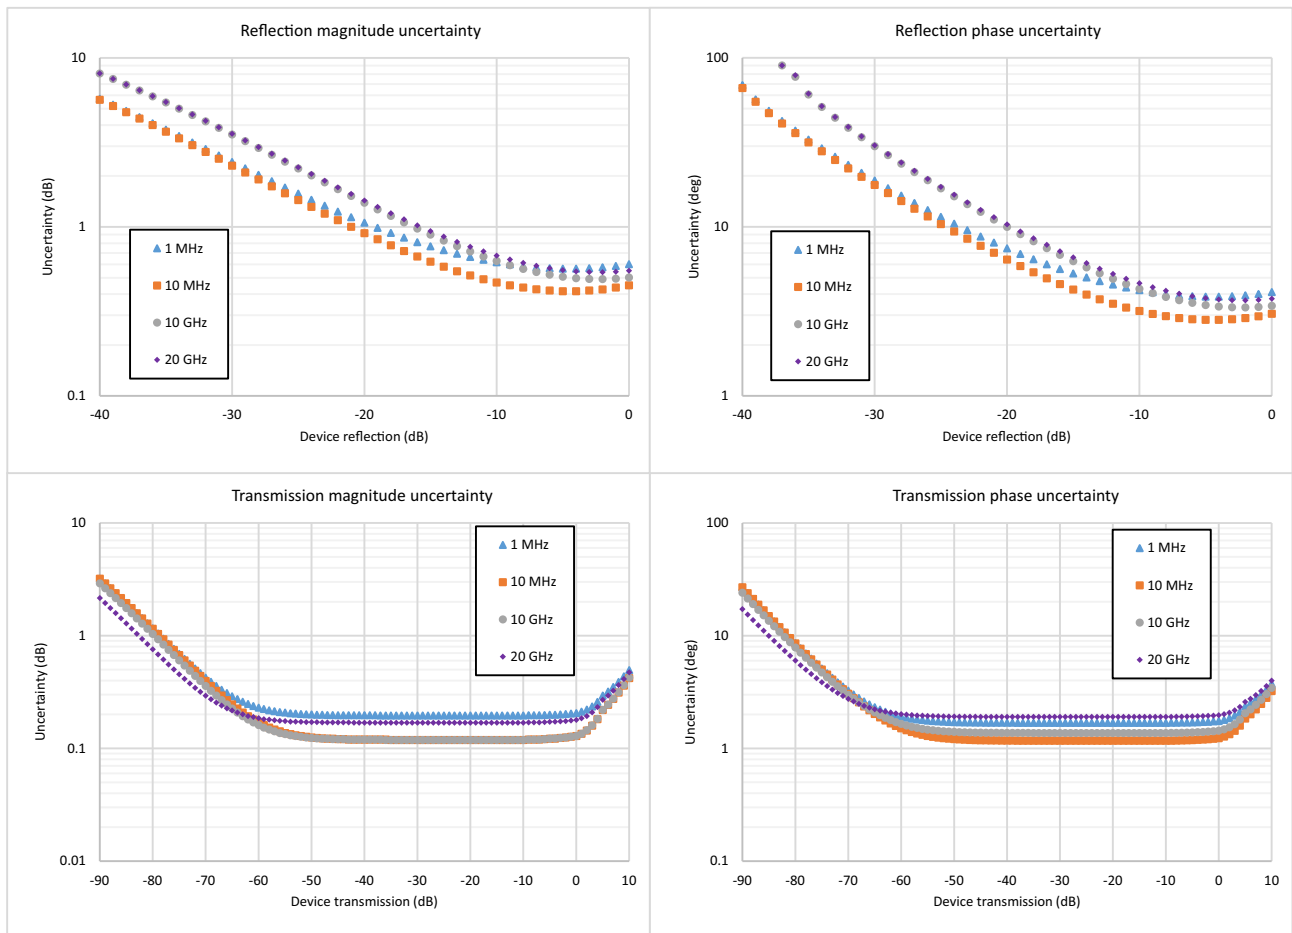 Reflection magnitude uncertainty
10
1
0.1
Uncertainty (dB)
1 MHz
10 MHz
10 GHz
20 GHz
-40 -30 -20 -10 0
Device reflection (dB)
Reflection phase uncertainty
100
10
1
Uncertainty (deg)
1 MHz
10 MHz
10 GHz
20 GHz
-40 -30 -20 -10 0
Device reflection (dB)
Transmission magnitude uncertainty
10
1
0.1
0.01
Uncertainty (dB)
1 MHz
10 MHz
10 GHz
20 GHz
-90 -80 -70 -60 -50 -40 -30 -20 -10 0 10
Device transmission (dB)
Transmission phase uncertainty
100
10
1
0.1
Uncertainty (deg)
1 MHz
10 MHz
10 GHz
20 GHz
-90 -80 -70 -60 -50 -40 -30 -20 -10 0 10
Device transmission (dB)